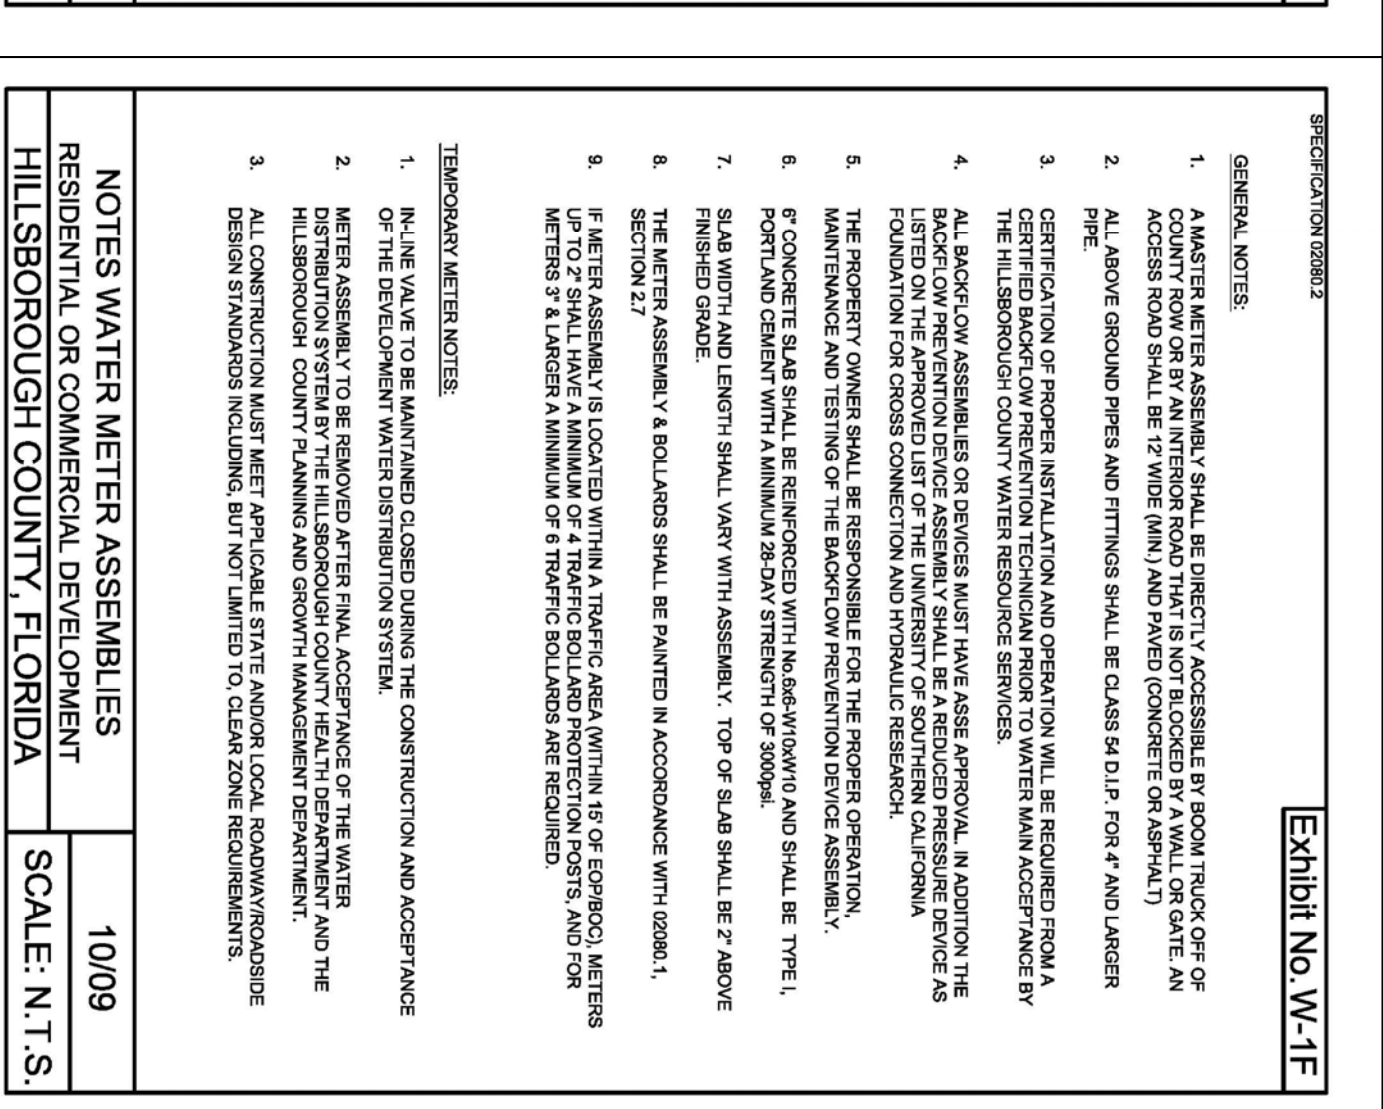 SPECIFICATION 02080.2
Exhibit No. W-1F
GENERAL NOTES:
1. A MASTER METER ASSEMBLY SHALL BE DIRECTLY ACCESSIBLE BY BOOM TRUCK OFF OF
COUNTY ROW OR BY AN INTERIOR ROAD THAT IS NOT BLOCKED BY A WALL OR GATE. AN
ACCESS ROAD SHALL BE 12' WIDE (MIN.) AND PAVED (CONCRETE OR ASPHALT)
2. ALL ABOVE GROUND PIPES AND FITTINGS SHALL BE CLASS 54 D.I.P. FOR 4" AND LARGER
PIPE.
3. CERTIFICATION OF PROPER INSTALLATION AND OPERATION WILL BE REQUIRED FROM A
CERTIFIED BACKFLOW PREVENTION TECHNICIAN PRIOR TO WATER MAIN ACCEPTANCE BY
THE HILLSBOROUGH COUNTY WATER RESOURCE SERVICES.
4. ALL BACKFLOW ASSEMBLIES OR DEVICES MUST HAVE ASSE APPROVAL. IN ADDITION THE
BACKFLOW PREVENTION DEVICE ASSEMBLY SHALL BE A REDUCED PRESSURE DEVICE AS
LISTED ON THE APPROVED LIST OF THE UNIVERSITY OF SOUTHERN CALIFORNIA
FOUNDATION FOR CROSS CONNECTION AND HYDRAULIC RESEARCH.
5. THE PROPERTY OWNER SHALL BE RESPONSIBLE FOR THE PROPER OPERATION,
MAINTENANCE AND TESTING OF THE BACKFLOW PREVENTION DEVICE ASSEMBLY.
6. 6" CONCRETE SLAB SHALL BE REINFORCED WITH No.6x6-W10xW10 AND SHALL BE TYPE I,
PORTLAND CEMENT WITH A MINIMUM 28-DAY STRENGTH OF 3000psi.
7. SLAB WIDTH AND LENGTH SHALL VARY WITH ASSEMBLY. TOP OF SLAB SHALL BE 2" ABOVE
FINISHED GRADE.
8. THE METER ASSEMBLY & BOLLARDS SHALL BE PAINTED IN ACCORDANCE WITH 02080.1,
SECTION 2.7
9. IF METER ASSEMBLY IS LOCATED WITHIN A TRAFFIC AREA (WITHIN 15' OF EOP/BOC), METERS
UP TO 2" SHALL HAVE A MINIMUM OF 4 TRAFFIC BOLLARD PROTECTION POSTS, AND FOR
METERS 3" & LARGER A MINIMUM OF 6 TRAFFIC BOLLARDS ARE REQUIRED.
TEMPORARY METER NOTES:
1. IN-LINE VALVE TO BE MAINTAINED CLOSED DURING THE CONSTRUCTION AND ACCEPTANCE
OF THE DEVELOPMENT WATER DISTRIBUTION SYSTEM.
2. METER ASSEMBLY TO BE REMOVED AFTER FINAL ACCEPTANCE OF THE WATER
DISTRIBUTION SYSTEM BY THE HILLSBOROUGH COUNTY HEALTH DEPARTMENT AND THE
HILLSBOROUGH COUNTY PLANNING AND GROWTH MANAGEMENT DEPARTMENT.
3. ALL CONSTRUCTION MUST MEET APPLICABLE STATE AND/OR LOCAL ROADWAY/ROADSIDE
DESIGN STANDARDS INCLUDING, BUT NOT LIMITED TO, CLEAR ZONE REQUIREMENTS.
NOTES WATER METER ASSEMBLIES
RESIDENTIAL OR COMMERCIAL DEVELOPMENT
HILLSBOROUGH COUNTY, FLORIDA
10/09
SCALE: N.T.S.